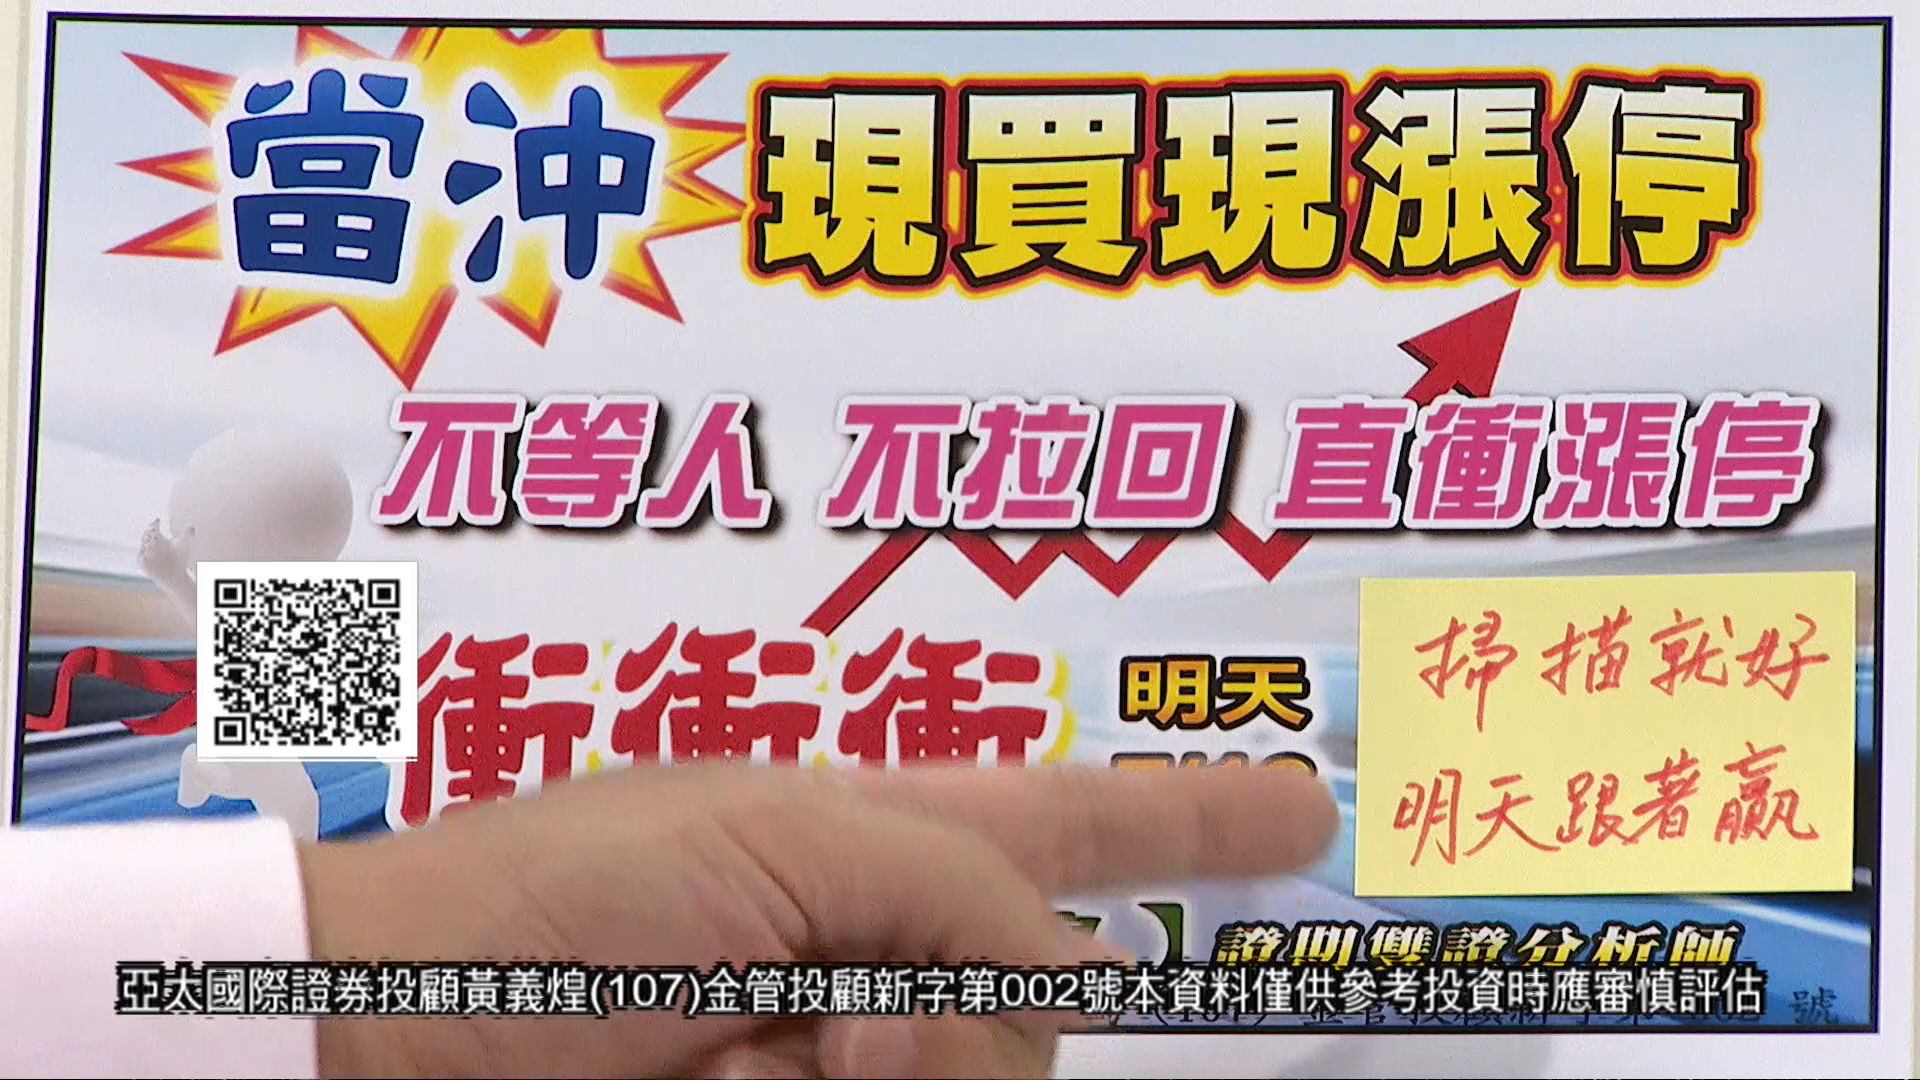 當沖 現買現漲停
不等人 不拉回 直衝漲停
衝衝衝
明天
掃描就好
明天跟著贏
證期雙證分析師
亞太國際證券投顧黃義煌(107)金管投顧新字第002號本資料僅供參考投資時應審慎評估
號